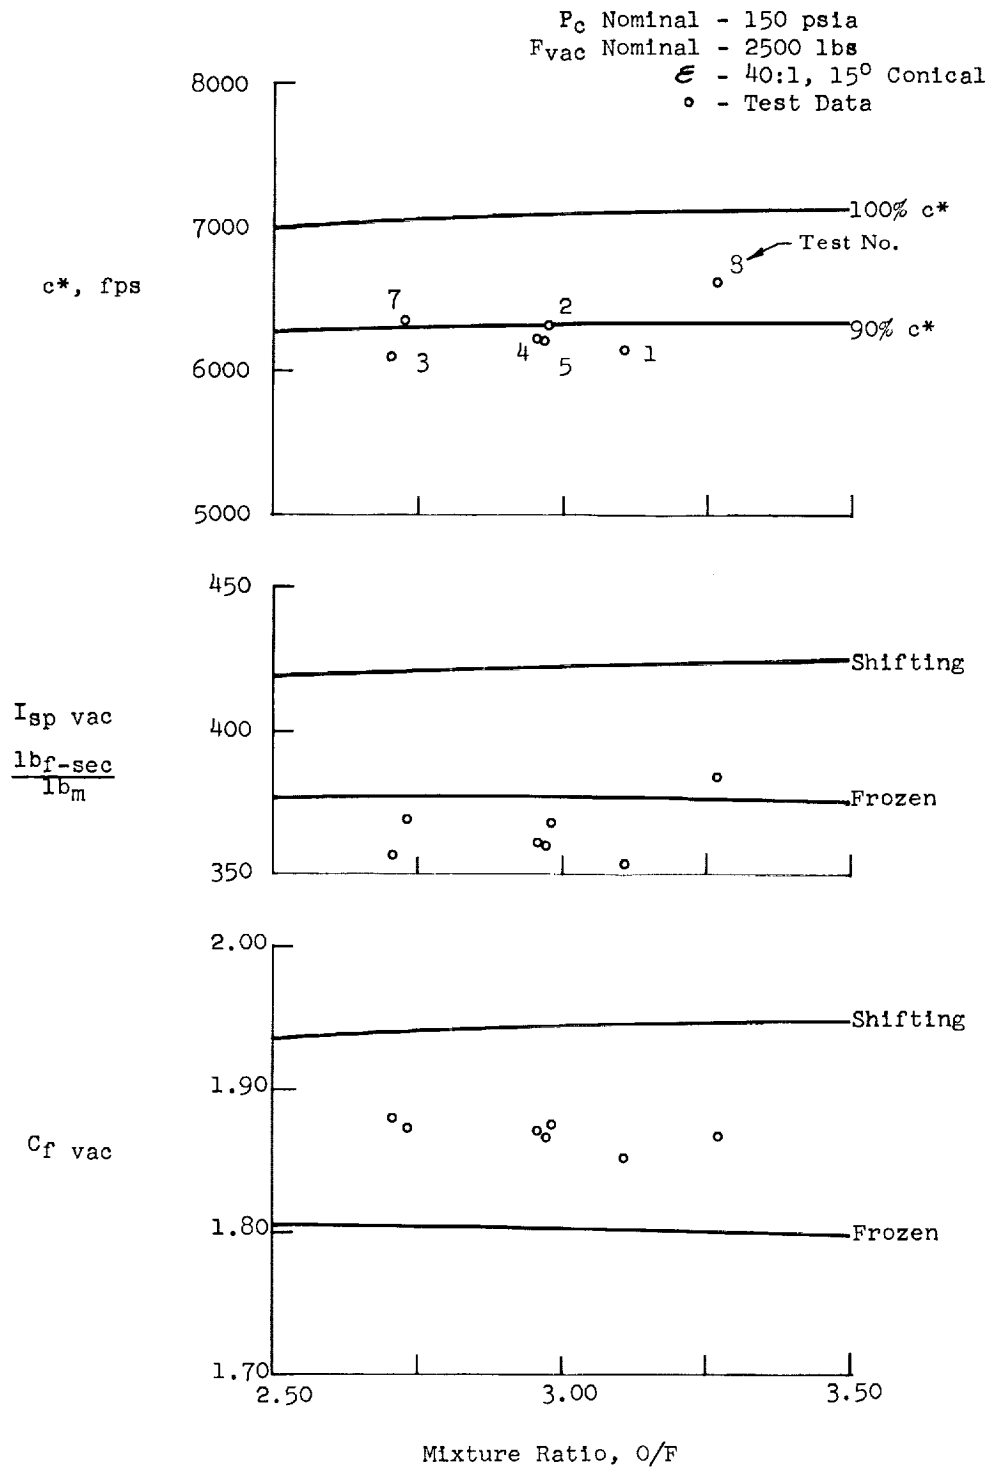 Pc Nominal - 150 psia
Fvac Nominal - 2500 lbs
ε - 40:1, 15° Conical
o - Test Data
8000
7000
6000
5000
c*, fps
100% c*
Test No.
8
7
2
90% c*
4
3
5
1
450
400
350
Isp vac
lbf-sec
lbm
Shifting
Frozen
2.00
1.90
1.80
1.70
Cf vac
Shifting
Frozen
2.50
3.00
3.50
Mixture Ratio, O/F